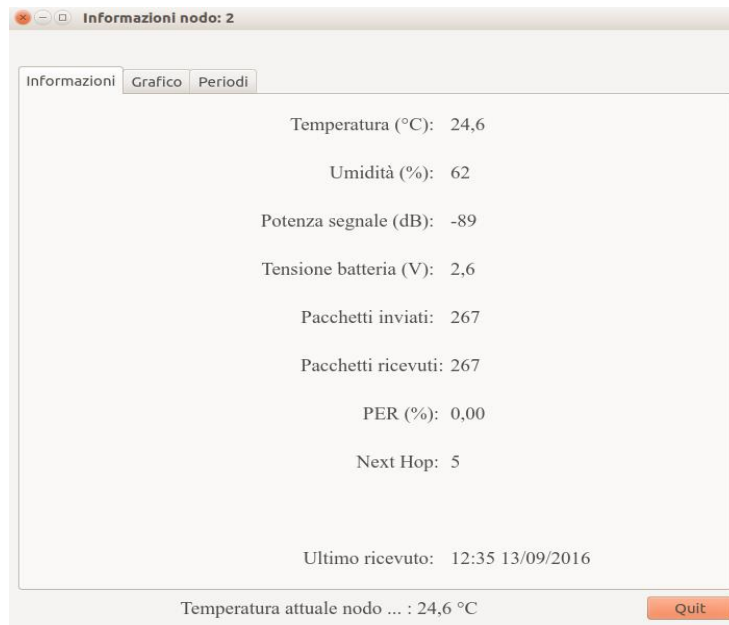 Informazioni nodo: 2
Informazioni Grafico Periodi
Temperatura (°C): 24,6
Umidità (%): 62
Potenza segnale (dB): -89
Tensione batteria (V): 2,6
Pacchetti inviati: 267
Pacchetti ricevuti: 267
PER (%): 0,00
Next Hop: 5
Ultimo ricevuto: 12:35 13/09/2016
Temperatura attuale nodo ... : 24,6 °C
Quit